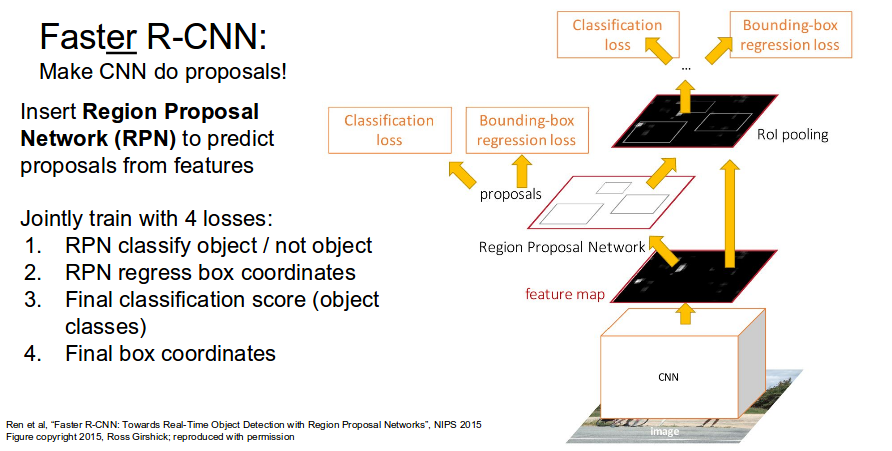 Faster R-CNN:
Make CNN do proposals!
Insert Region Proposal
Network (RPN) to predict
proposals from features
Jointly train with 4 losses:
1. RPN classify object / not object
2. RPN regress box coordinates
3. Final classification score (object
classes)
4. Final box coordinates
Classification
loss
Bounding-box
regression loss
...
RoI pooling
Classification
loss
Bounding-box
regression loss
proposals
Region Proposal Network
feature map
CNN
image
Ren et al, “Faster R-CNN: Towards Real-Time Object Detection with Region Proposal Networks”, NIPS 2015
Figure copyright 2015, Ross Girshick; reproduced with permission